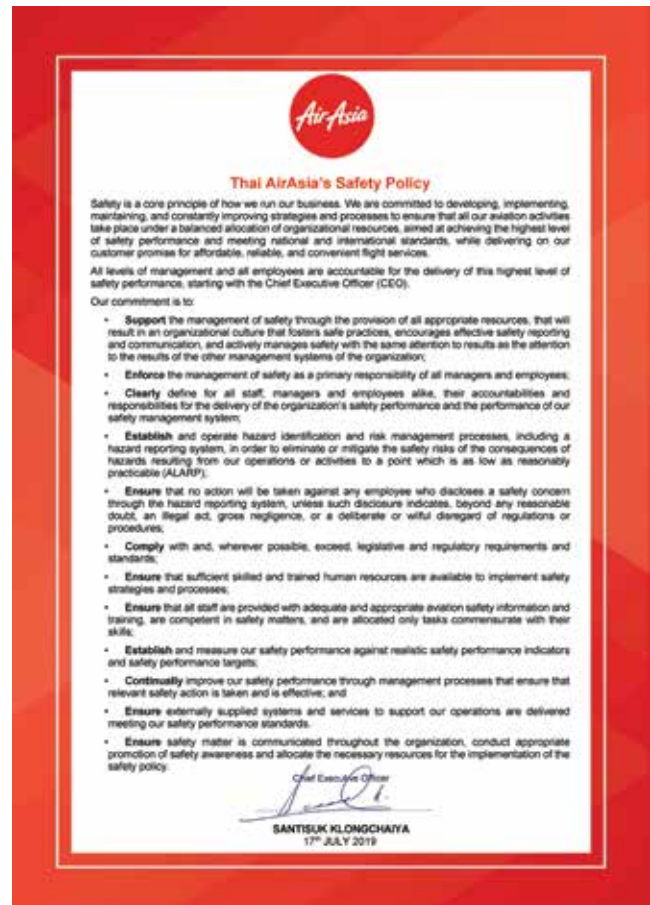 AirAsia
Thai AirAsia's Safety Policy
Safety is a core principle of how we run our business. We are committed to developing, implementing,
maintaining, and constantly improving strategies and processes to ensure that all our aviation activities
take place under a balanced allocation of organizational resources, aimed at achieving the highest level
of safety performance and meeting national and international standards, while delivering on our
customer promise for affordable, reliable, and convenient flight services.
All levels of management and all employees are accountable for the delivery of this highest level of
safety performance, starting with the Chief Executive Officer (CEO).
Our commitment is to:
• Support the management of safety through the provision of all appropriate resources, that will
result in an organizational culture that fosters safe practices, encourages effective safety reporting
and communication, and actively manages safety with the same attention to results as the attention
to the results of the other management systems of the organization;
• Enforce the management of safety as a primary responsibility of all managers and employees;
• Clearly define for all staff, managers and employees alike, their accountabilities and
responsibilities for the delivery of the organization's safety performance and the performance of our
safety management system;
• Establish and operate hazard identification and risk management processes, including a
hazard reporting system, in order to eliminate or mitigate the safety risks of the consequences of
hazards resulting from our operations or activities to a point which is as low as reasonably
practicable (ALARP);
• Ensure that no action will be taken against any employee who discloses a safety concern
through the hazard reporting system, unless such disclosure indicates, beyond any reasonable
doubt, an illegal act, gross negligence, or a deliberate or wilful disregard of regulations or
procedures;
• Comply with and, wherever possible, exceed, legislative and regulatory requirements and
standards;
• Ensure that sufficient skilled and trained human resources are available to implement safety
strategies and processes;
• Ensure that all staff are provided with adequate and appropriate aviation safety information and
training, are competent in safety matters, and are allocated only tasks commensurate with their
skills;
• Establish and measure our safety performance against realistic safety performance indicators
and safety performance targets;
• Continually improve our safety performance through management processes that ensure that
relevant safety action is taken and is effective; and
• Ensure externally supplied systems and services to support our operations are delivered
meeting our safety performance standards.
• Ensure safety matter is communicated throughout the organization, conduct appropriate
promotion of safety awareness and allocate the necessary resources for the implementation of the
safety policy.
Chief Executive Officer
SANTISUK KLONGCHAIYA
17TH JULY 2019